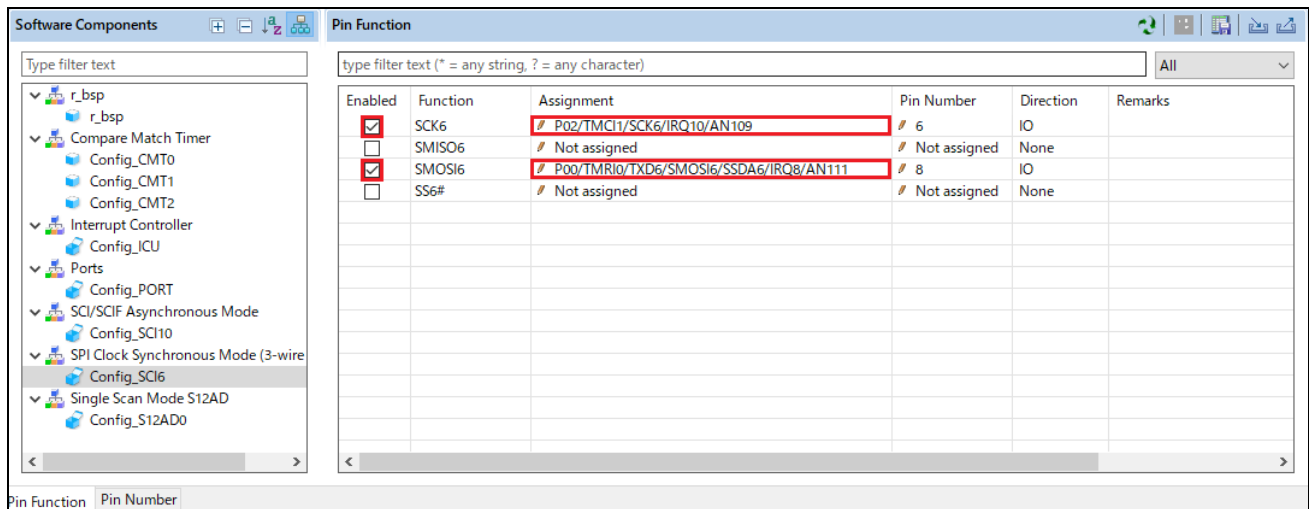 Software Components
Pin Function
Type filter text
type filter text (* = any string, ? = any character)
All
r_bsp
r_bsp
Compare Match Timer
Config_CMT0
Config_CMT1
Config_CMT2
Interrupt Controller
Config_ICU
Ports
Config_PORT
SCI/SCIF Asynchronous Mode
Config_SCI10
SPI Clock Synchronous Mode (3-wire
Config_SCI6
Single Scan Mode S12AD
Config_S12AD0
Enabled Function Assignment Pin Number Direction Remarks
SCK6 P02/TMCI1/SCK6/IRQ10/AN109 6 IO
SMISO6 Not assigned Not assigned None
SMOSI6 P00/TMRI0/TXD6/SMOSI6/SSDA6/IRQ8/AN111 8 IO
SS6# Not assigned Not assigned None
Pin Function Pin Number